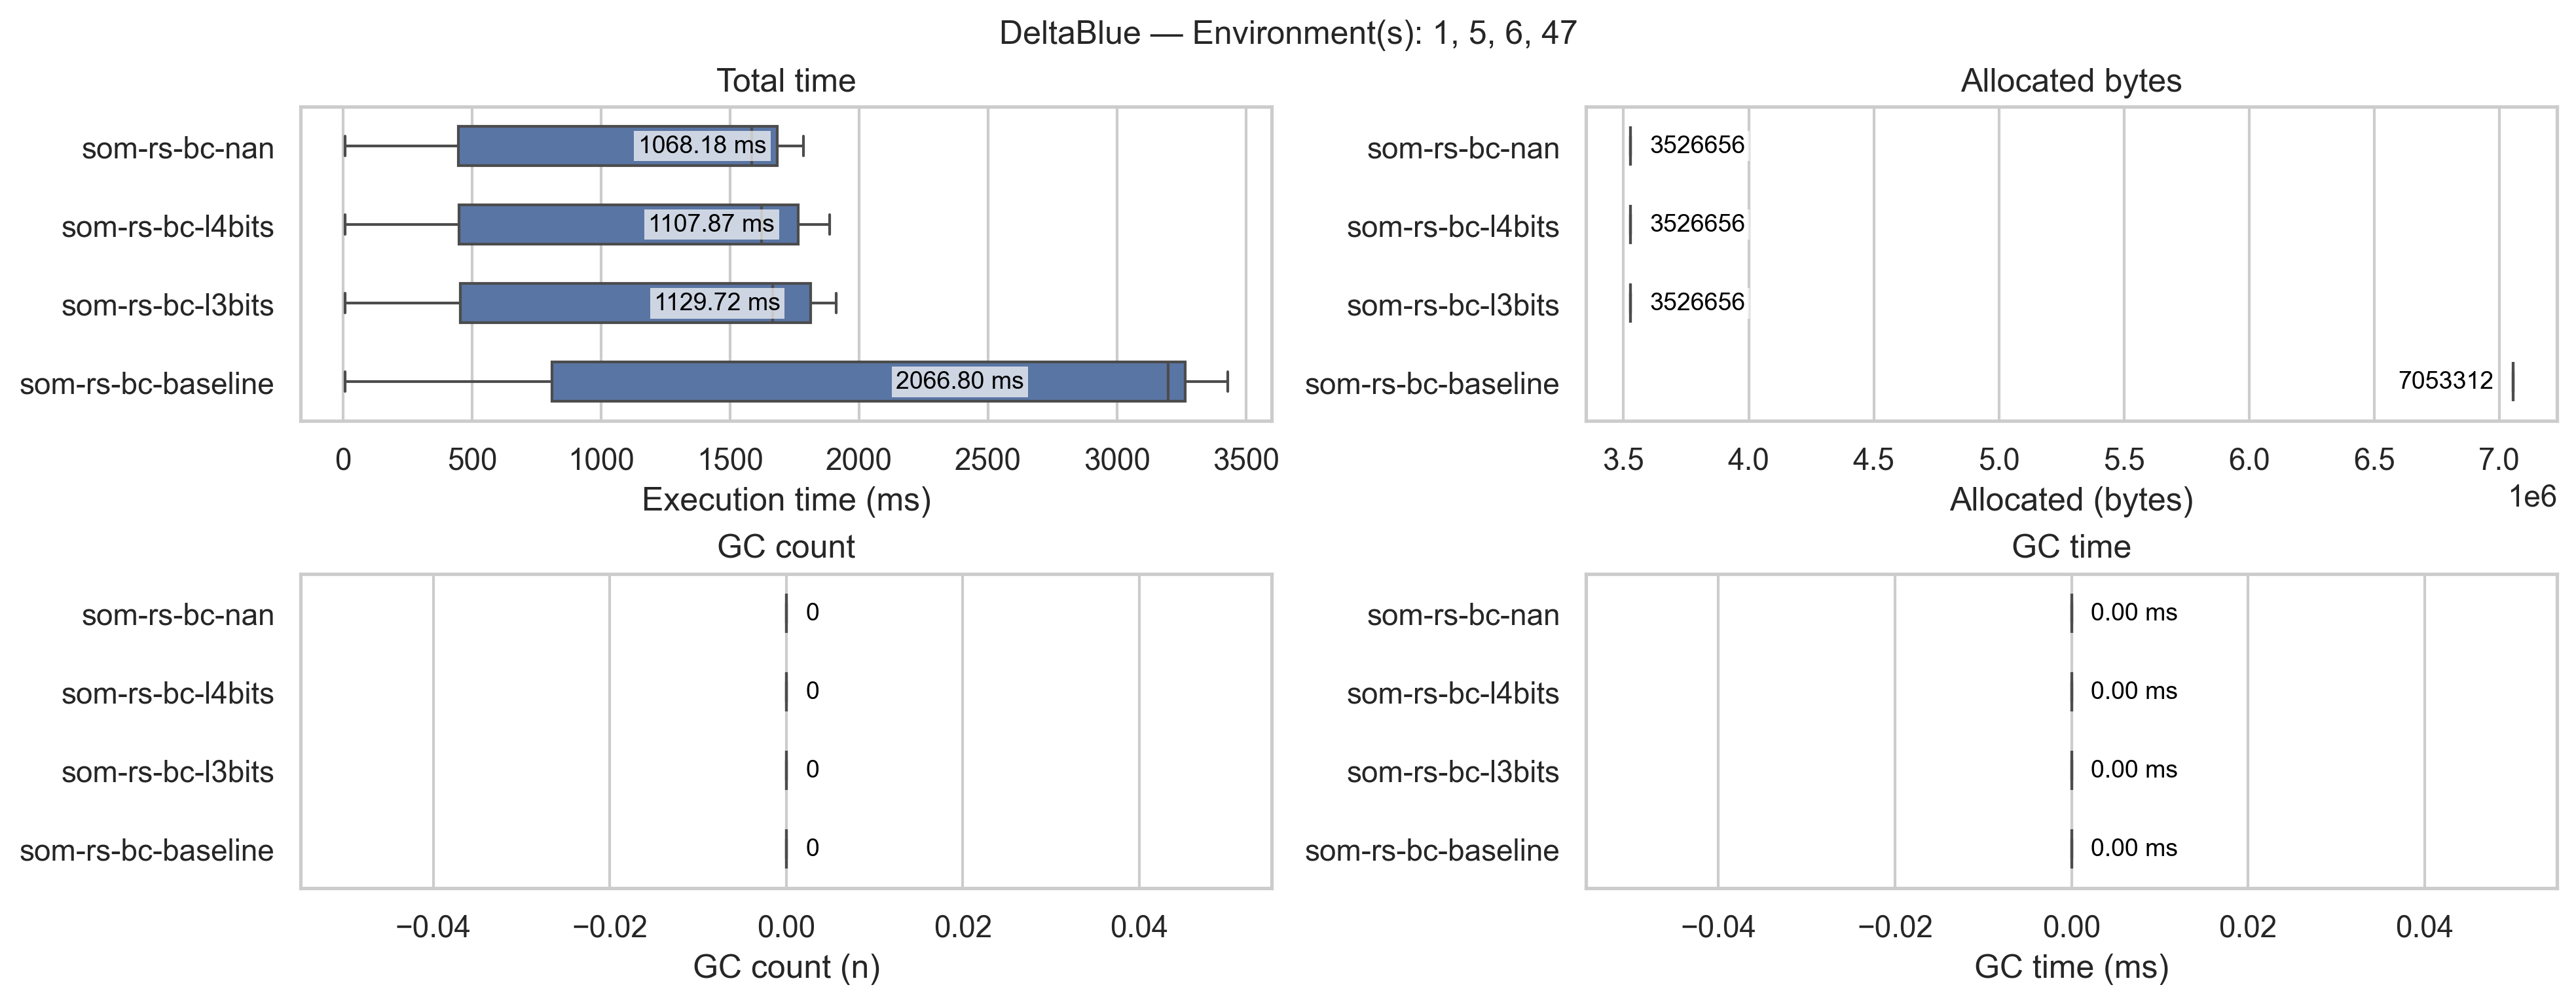 DeltaBlue — Environment(s): 1, 5, 6, 47
Total time
som-rs-bc-nan
1068.18 ms
som-rs-bc-l4bits
1107.87 ms
som-rs-bc-l3bits
1129.72 ms
som-rs-bc-baseline
2066.80 ms
0 500 1000 1500 2000 2500 3000 3500
Execution time (ms)
Allocated bytes
som-rs-bc-nan
3526656
som-rs-bc-l4bits
3526656
som-rs-bc-l3bits
3526656
som-rs-bc-baseline
7053312
3.5 4.0 4.5 5.0 5.5 6.0 6.5 7.0
1e6
Allocated (bytes)
GC count
som-rs-bc-nan
0
som-rs-bc-l4bits
0
som-rs-bc-l3bits
0
som-rs-bc-baseline
0
−0.04 −0.02 0.00 0.02 0.04
GC count (n)
GC time
som-rs-bc-nan
0.00 ms
som-rs-bc-l4bits
0.00 ms
som-rs-bc-l3bits
0.00 ms
som-rs-bc-baseline
0.00 ms
−0.04 −0.02 0.00 0.02 0.04
GC time (ms)